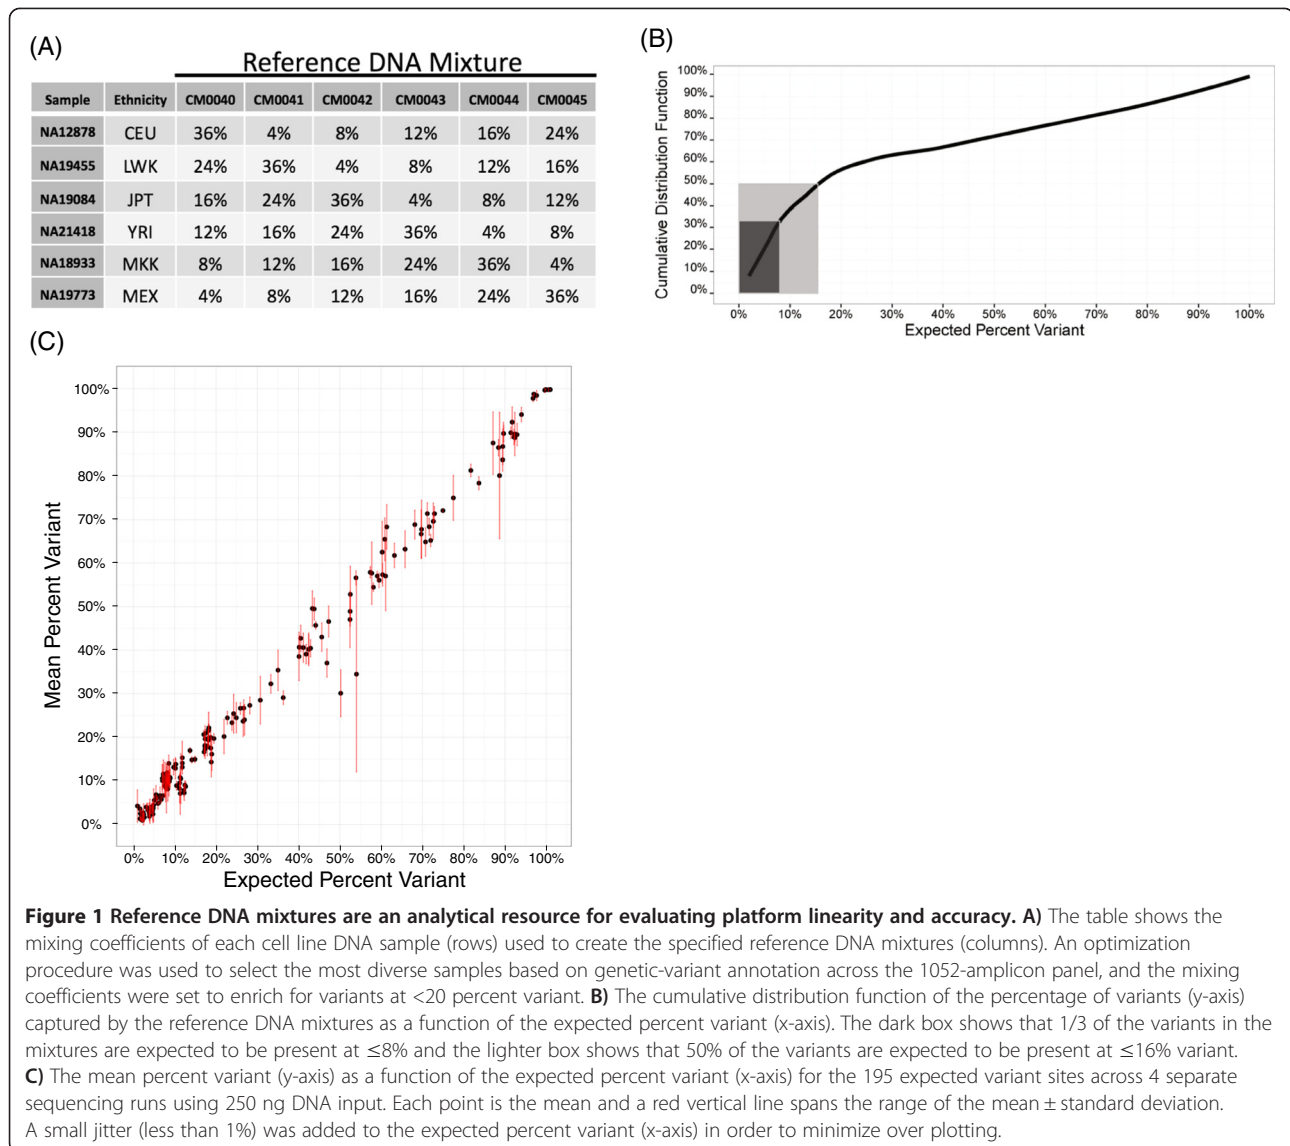 (A)
Reference DNA Mixture
Sample Ethnicity CM0040 CM0041 CM0042 CM0043 CM0044 CM0045
NA12878 CEU 36% 4% 8% 12% 16% 24%
NA19455 LWK 24% 36% 4% 8% 12% 16%
NA19084 JPT 16% 24% 36% 4% 8% 12%
NA21418 YRI 12% 16% 24% 36% 4% 8%
NA18933 MKK 8% 12% 16% 24% 36% 4%
NA19773 MEX 4% 8% 12% 16% 24% 36%
(B)
Cumulative Distribution Function
100%
90%
80%
70%
60%
50%
40%
30%
20%
10%
0%
0% 10% 20% 30% 40% 50% 60% 70% 80% 90% 100%
Expected Percent Variant
(C)
Mean Percent Variant
100%
90%
80%
70%
60%
50%
40%
30%
20%
10%
0%
0% 10% 20% 30% 40% 50% 60% 70% 80% 90% 100%
Expected Percent Variant
Figure 1 Reference DNA mixtures are an analytical resource for evaluating platform linearity and accuracy. A) The table shows the
mixing coefficients of each cell line DNA sample (rows) used to create the specified reference DNA mixtures (columns). An optimization
procedure was used to select the most diverse samples based on genetic-variant annotation across the 1052-amplicon panel, and the mixing
coefficients were set to enrich for variants at <20 percent variant. B) The cumulative distribution function of the percentage of variants (y-axis)
captured by the reference DNA mixtures as a function of the expected percent variant (x-axis). The dark box shows that 1/3 of the variants in the
mixtures are expected to be present at ≤8% and the lighter box shows that 50% of the variants are expected to be present at ≤16% variant.
C) The mean percent variant (y-axis) as a function of the expected percent variant (x-axis) for the 195 expected variant sites across 4 separate
sequencing runs using 250 ng DNA input. Each point is the mean and a red vertical line spans the range of the mean ± standard deviation.
A small jitter (less than 1%) was added to the expected percent variant (x-axis) in order to minimize over plotting.